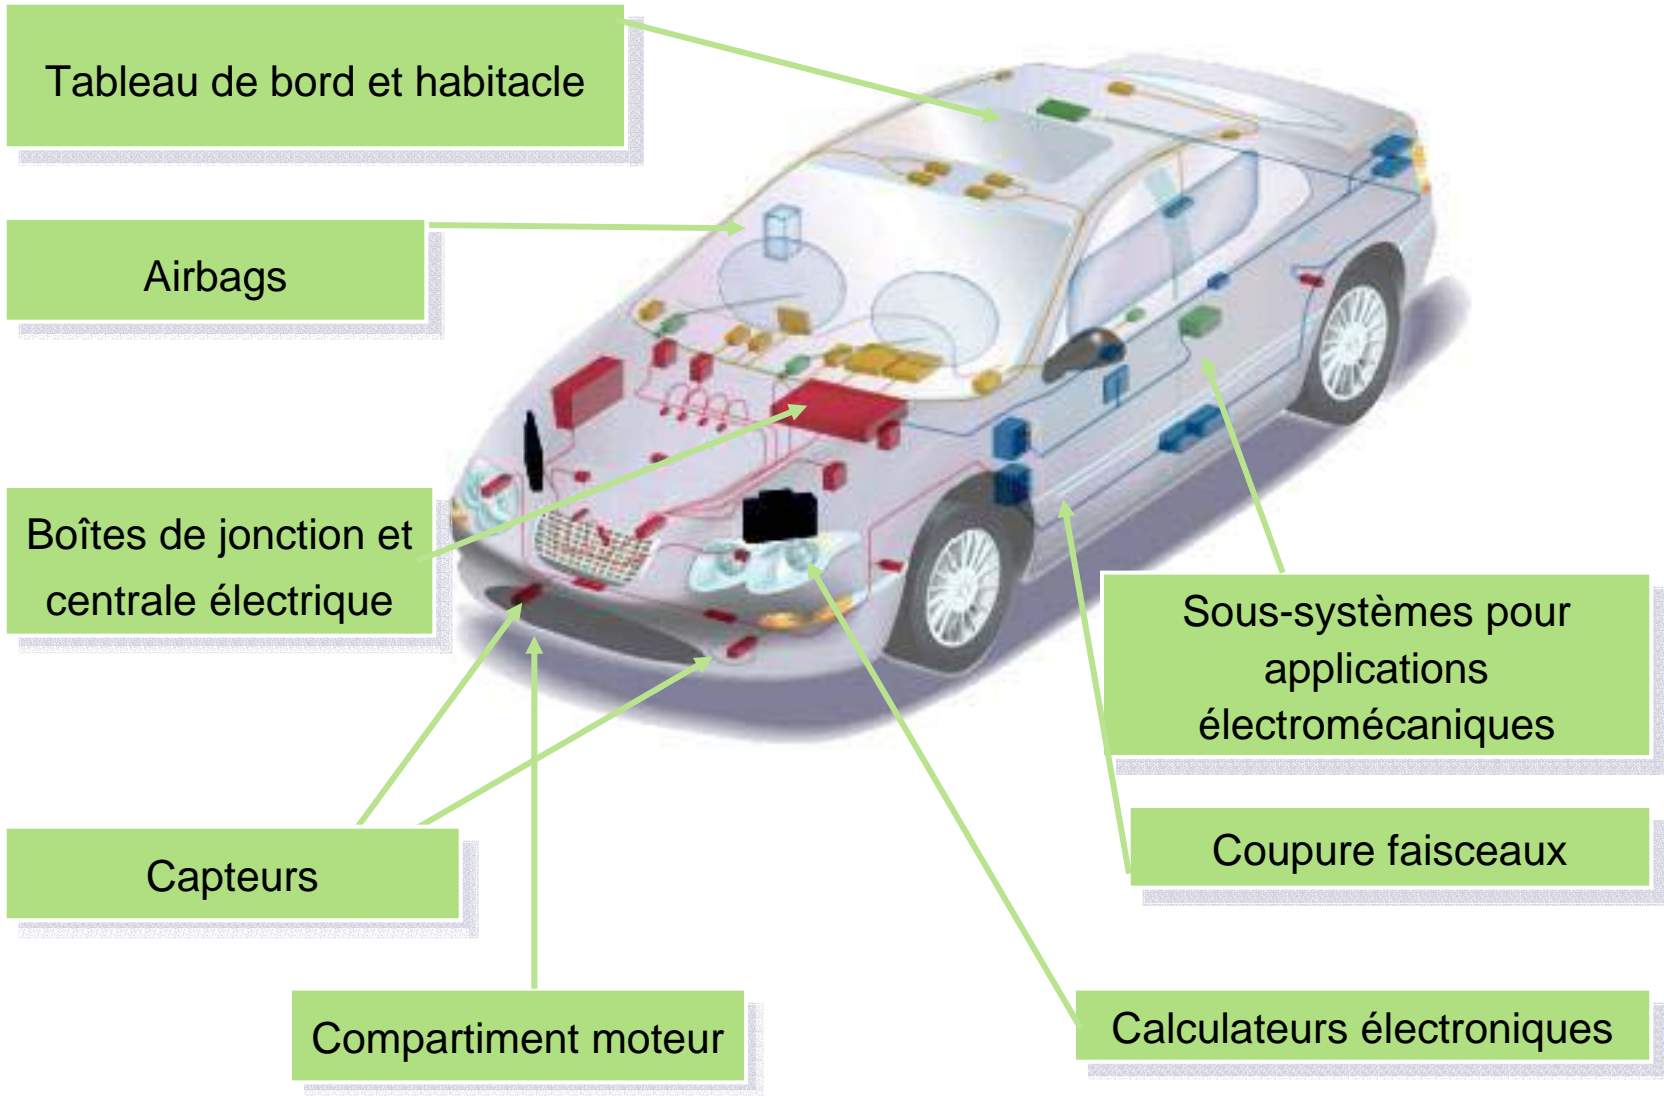 Tableau de bord et habitacle
Airbags
Boîtes de jonction et
centrale électrique
Sous-systèmes pour
applications
électromécaniques
Coupure faisceaux
Capteurs
Compartiment moteur
Calculateurs électroniques